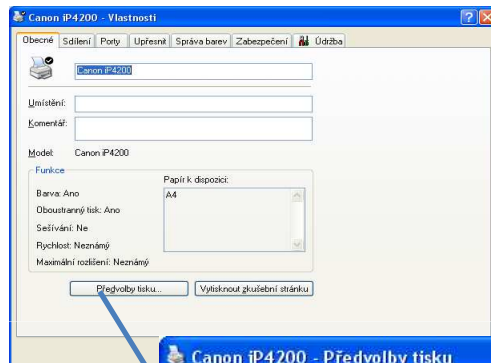 Canon iP4200 - Vlastnosti
Obecné Sdílení Porty Upřesnit Správa barev Zabezpečení Údržba
Canon iP4200
Umístění:
Komentář:
Model: Canon iP4200
Funkce
Papír k dispozici:
Barva: Ano
A4
Oboustranný tisk: Ano
Sešívání: Ne
Rychlost: Neznámý
Maximální rozlišení: Neznámý
Předvolby tisku... Vytisknout zkušební stránku
Canon iP4200 - Předvolby tisku